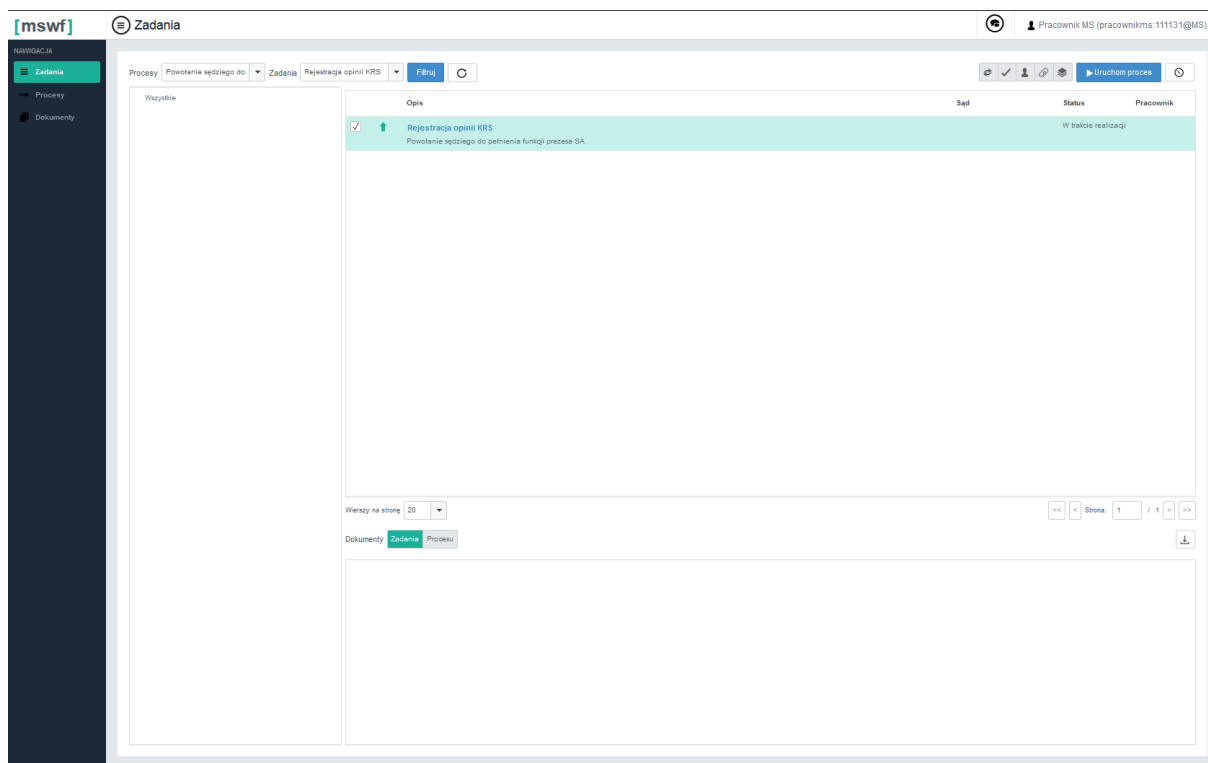 [mswf]
Zadania
Pracownik MS (pracownikms:111131@MS)
NAWIGACJA
Zadania
Procesy
Dokumenty
Procesy Powołanie sędziego do Zadania Rejestracja opinii KRS Filtruj
Uruchom proces
Wszystkie
Opis Sąd Status Pracownik
Rejestracja opinii KRS W trakcie realizacji
Powołanie sędziego do pełnienia funkcji prezesa SA
Wierszy na stronę 20
<< < Strona: 1 / 1 > >>
Dokumenty Zadania Procesu